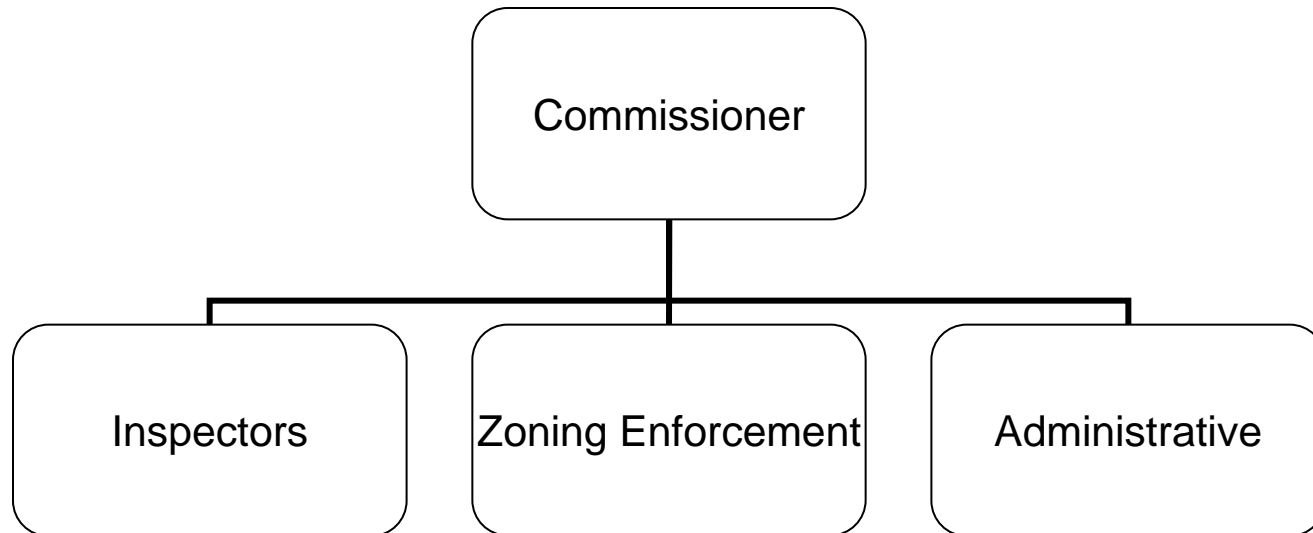 Commissioner
Inspectors
Zoning Enforcement
Administrative